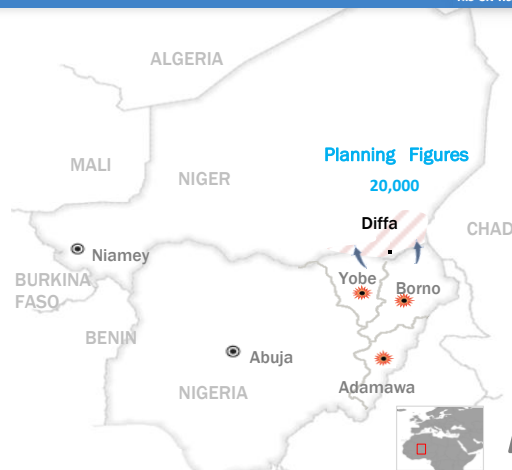 ALGERIA
Planning Figures
MALI
NIGER
20,000
Diffa
CHAD
Niamey
BURKINA
FASO
Yobe
Borno
BENIN
Abuja
Adamawa
NIGERIA